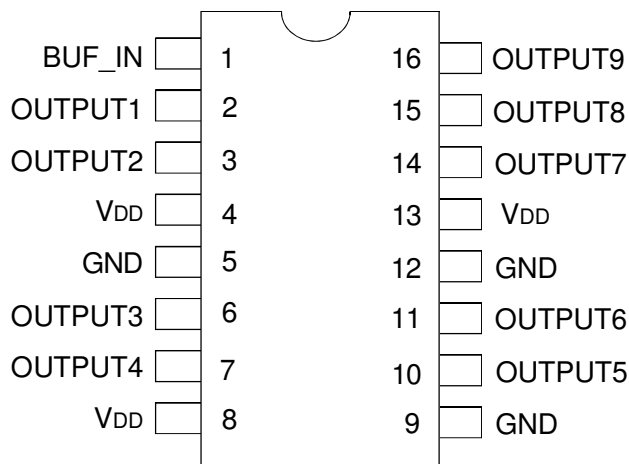 BUF_IN 1 16 OUTPUT9
OUTPUT1 2 15 OUTPUT8
OUTPUT2 3 14 OUTPUT7
VDD 4 13 VDD
GND 5 12 GND
OUTPUT3 6 11 OUTPUT6
OUTPUT4 7 10 OUTPUT5
VDD 8 9 GND